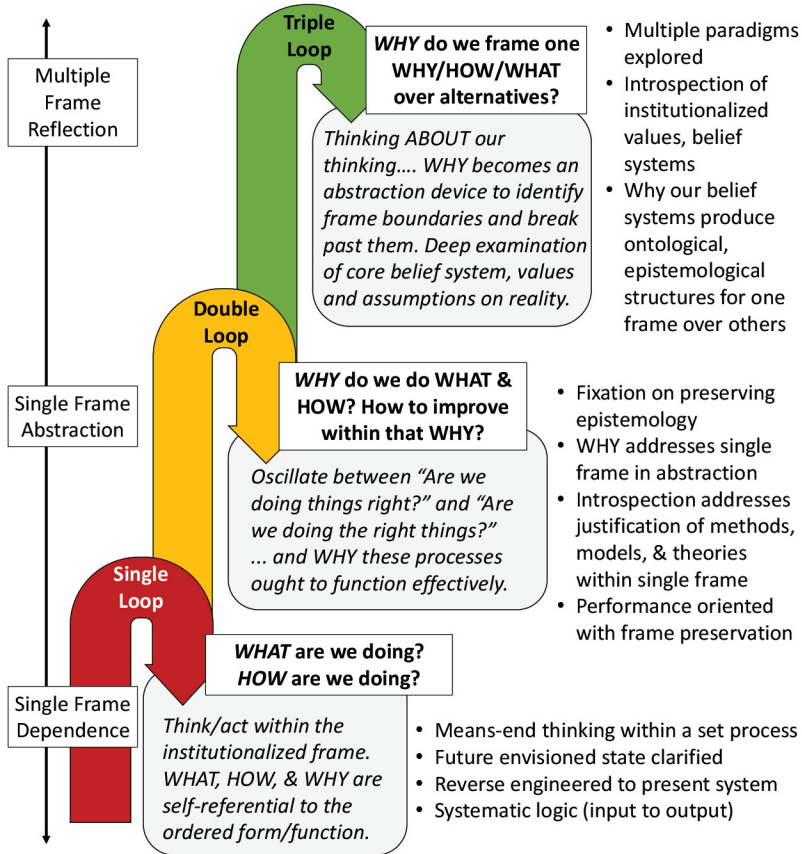 Triple
Loop
WHY do we frame one
WHY/HOW/WHAT
over alternatives?
Thinking ABOUT our
thinking.... WHY becomes an
abstraction device to identify
frame boundaries and break
past them. Deep examination
of core belief system, values
and assumptions on reality.
• Multiple paradigms
explored
• Introspection of
institutionalized
values, belief
systems
• Why our belief
systems produce
ontological,
epistemological
structures for one
frame over others
Multiple
Frame
Reflection
Double
Loop
WHY do we do WHAT &
HOW? How to improve
within that WHY?
Oscillate between “Are we
doing things right?” and “Are
we doing the right things?”
... and WHY these processes
ought to function effectively.
• Fixation on preserving
epistemology
• WHY addresses single
frame in abstraction
• Introspection addresses
justification of methods,
models, & theories
within single frame
• Performance oriented
with frame preservation
Single Frame
Abstraction
Single
Loop
WHAT are we doing?
HOW are we doing?
Think/act within the
institutionalized frame.
WHAT, HOW, & WHY are
self-referential to the
ordered form/function.
• Means-end thinking within a set process
• Future envisioned state clarified
• Reverse engineered to present system
• Systematic logic (input to output)
Single Frame
Dependence